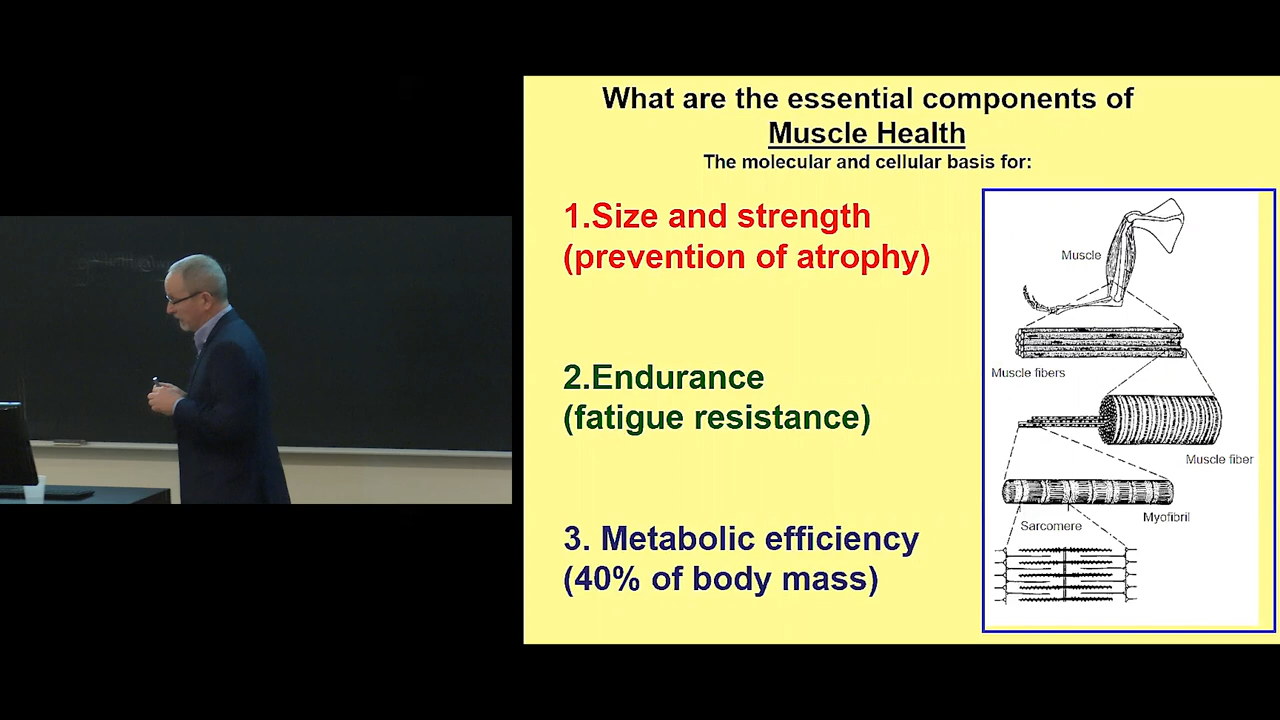 What are the essential components of
Muscle Health
The molecular and cellular basis for:
1.Size and strength
(prevention of atrophy)
2.Endurance
(fatigue resistance)
3. Metabolic efficiency
(40% of body mass)
Muscle
Muscle fibers
Muscle fiber
Myofibril
Sarcomere